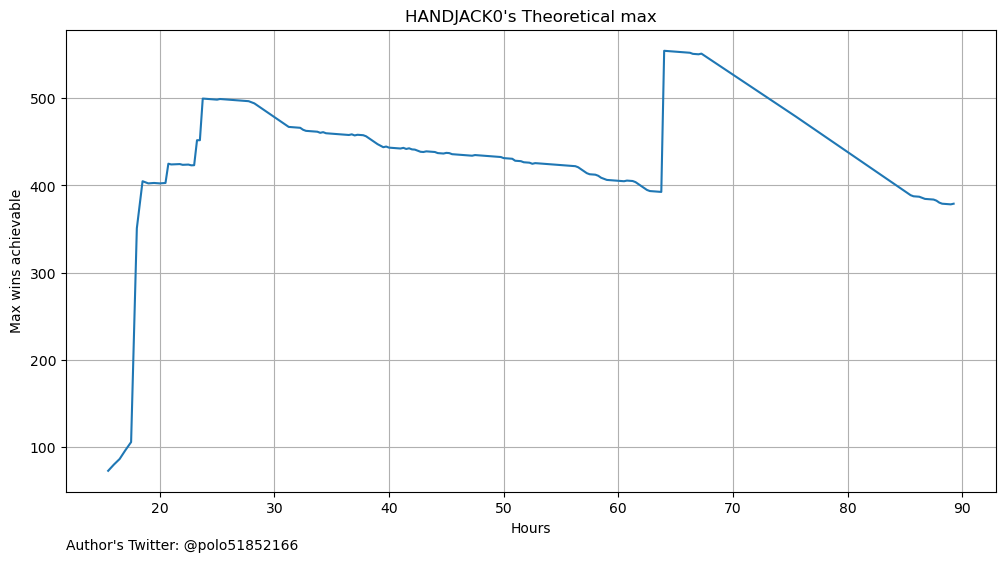 HANDJACK0's Theoretical max
Max wins achievable
500
400
300
200
100
20 30 40 50 60 70 80 90
Hours
Author's Twitter: @polo51852166